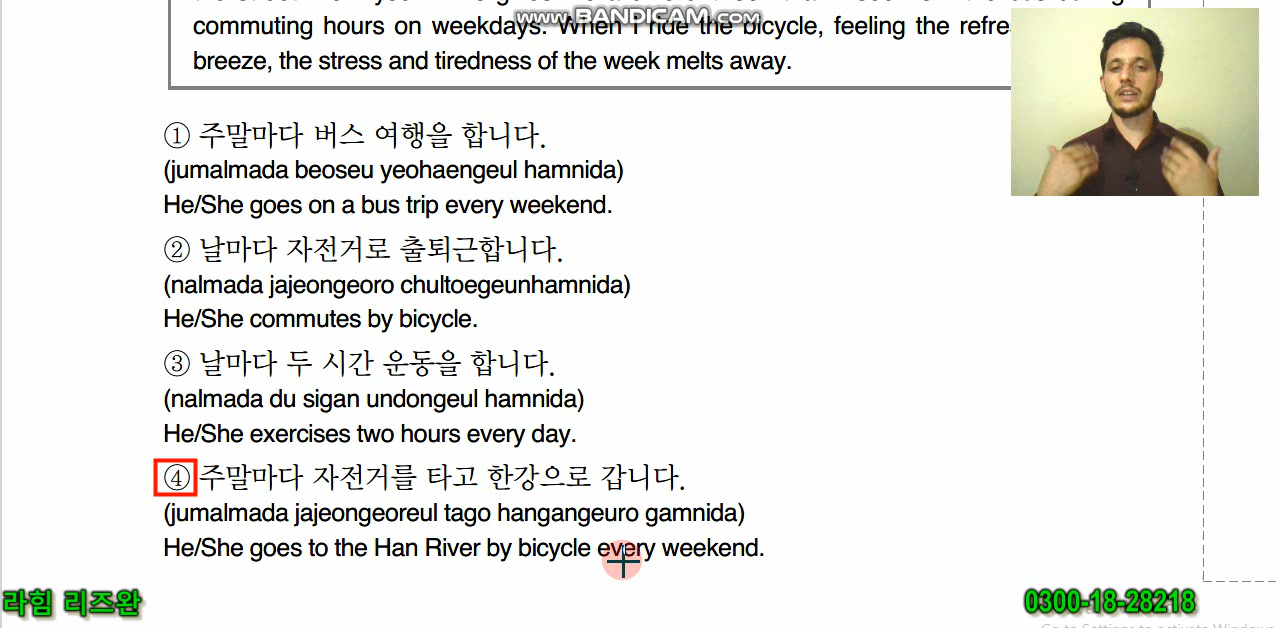 www.BANDICAM.com
commuting hours on weekdays. When I ride the bicycle, feeling the
breeze, the stress and tiredness of the week melts away.
① 주말마다 버스 여행을 합니다.
(jumalmada beoseu yeohaengeul hamnida)
He/She goes on a bus trip every weekend.
② 날마다 자전거로 출퇴근합니다.
(nalmada jajeongeoro chultoegeunhamnida)
He/She commutes by bicycle.
③ 날마다 두 시간 운동을 합니다.
(nalmada du sigan undongeul hamnida)
He/She exercises two hours every day.
④ 주말마다 자전거를 타고 한강으로 갑니다.
(jumalmada jajeongeoreul tago hangangeuro gamnida)
He/She goes to the Han River by bicycle every weekend.
라힘 리즈완
0300-18-28218